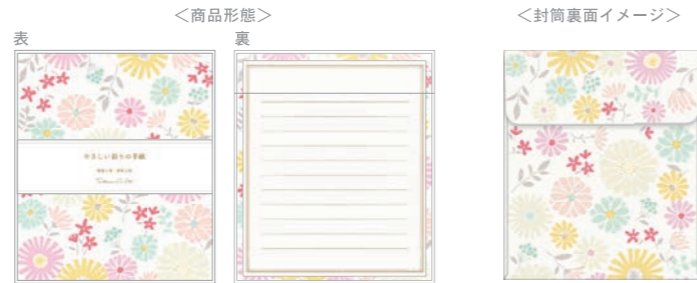 ＜商品形態＞
＜封筒裏面イメージ＞
表
裏
やさしい彩りの手紙